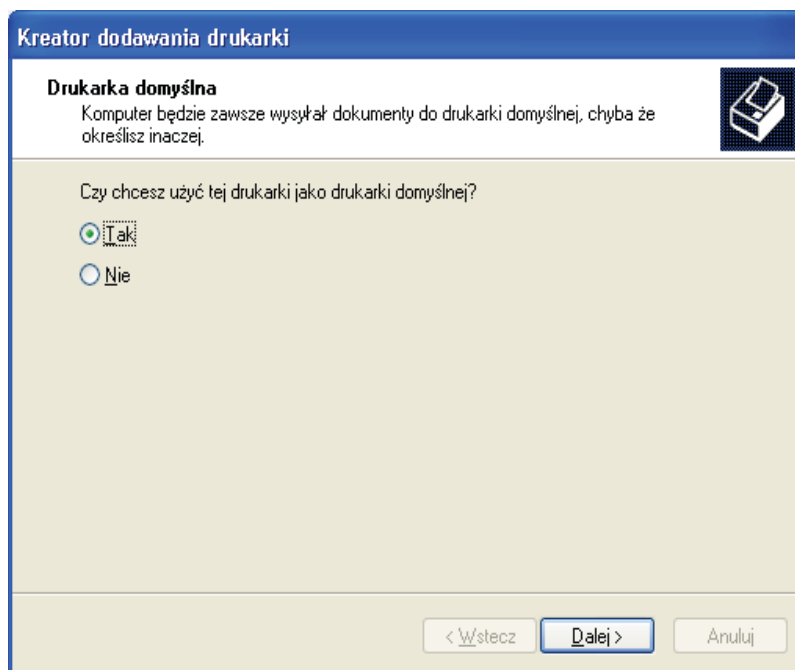 Kreator dodawania drukarki
Drukarka domyślna
Komputer będzie zawsze wysyłał dokumenty do drukarki domyślnej, chyba że
określisz inaczej.
Czy chcesz użyć tej drukarki jako drukarki domyślnej?
Tak
Nie
< Wstecz
Dalej >
Anuluj